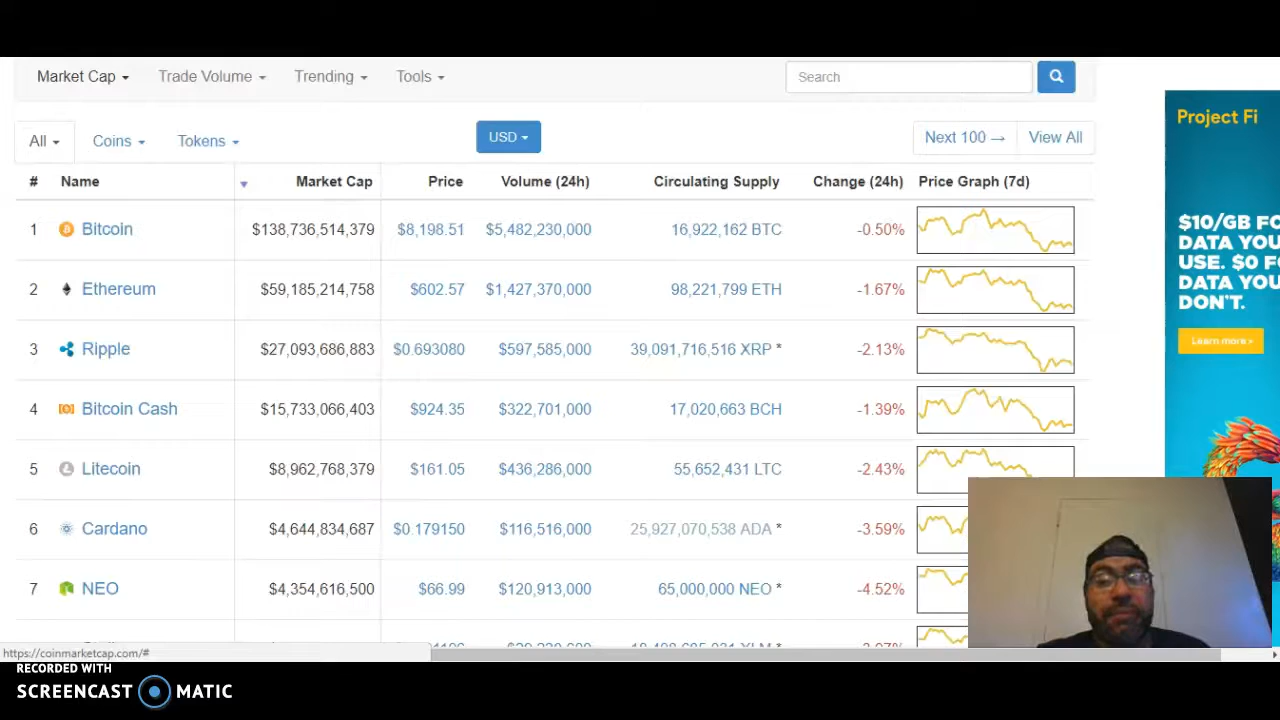 Market Cap Trade Volume Trending Tools Search
All Coins Tokens USD Next 100 → View All
# Name Market Cap Price Volume (24h) Circulating Supply Change (24h) Price Graph (7d)
1 Bitcoin $138,736,514,379 $8,198.51 $5,482,230,000 16,922,162 BTC -0.50%
2 Ethereum $59,185,214,758 $602.57 $1,427,370,000 98,221,799 ETH -1.67%
3 Ripple $27,093,686,883 $0.693080 $597,585,000 39,091,716,516 XRP * -2.13%
4 Bitcoin Cash $15,733,066,403 $924.35 $322,701,000 17,020,663 BCH -1.39%
5 Litecoin $8,962,768,379 $161.05 $436,286,000 55,652,431 LTC -2.43%
6 Cardano $4,644,834,687 $0.179150 $116,516,000 25,927,070,538 ADA * -3.59%
7 NEO $4,354,616,500 $66.99 $120,913,000 65,000,000 NEO * -4.52%
https://coinmarketcap.com/#
Project Fi
$10/GB FO
DATA YOU
USE. $0 FO
DATA YOU
DON'T.
Learn more >
RECORDED WITH
SCREENCAST MATIC